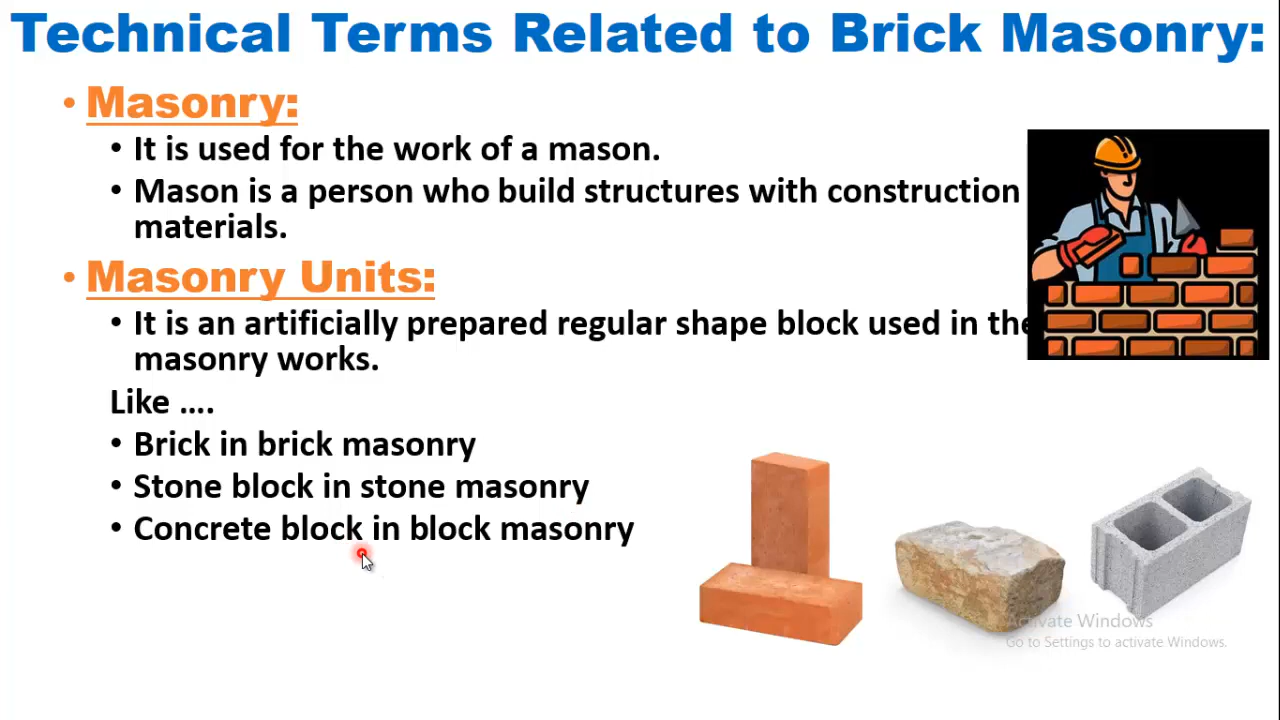 Technical Terms Related to Brick Masonry:
• Masonry:
• It is used for the work of a mason.
• Mason is a person who build structures with construction
materials.
• Masonry Units:
• It is an artificially prepared regular shape block used in the
masonry works.
Like ....
• Brick in brick masonry
• Stone block in stone masonry
• Concrete block in block masonry
Activate Windows
Go to Settings to activate Windows.